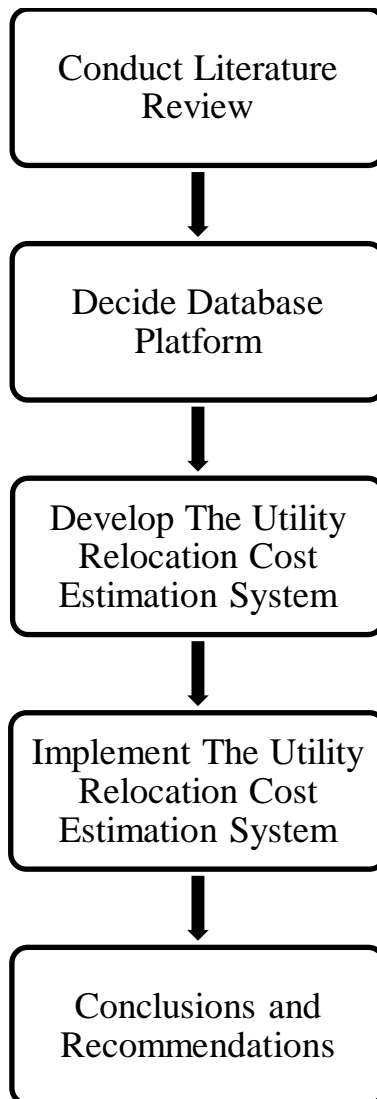 Conduct Literature
Review
Decide Database
Platform
Develop The Utility
Relocation Cost
Estimation System
Implement The Utility
Relocation Cost
Estimation System
Conclusions and
Recommendations